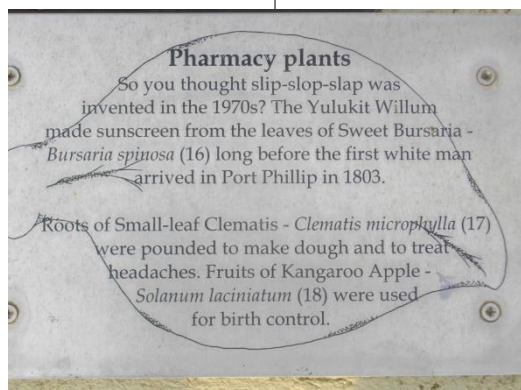 Pharmacy plants
So you thought slip-slop-slap was
invented in the 1970s? The Yulukit Willum
made sunscreen from the leaves of Sweet Bursaria -
Bursaria spinosa (16) long before the first white man
arrived in Port Phillip in 1803.
Roots of Small-leaf Clematis - Clematis microphylla (17)
were pounded to make dough and to treat
headaches. Fruits of Kangaroo Apple -
Solanum laciniatum (18) were used
for birth control.